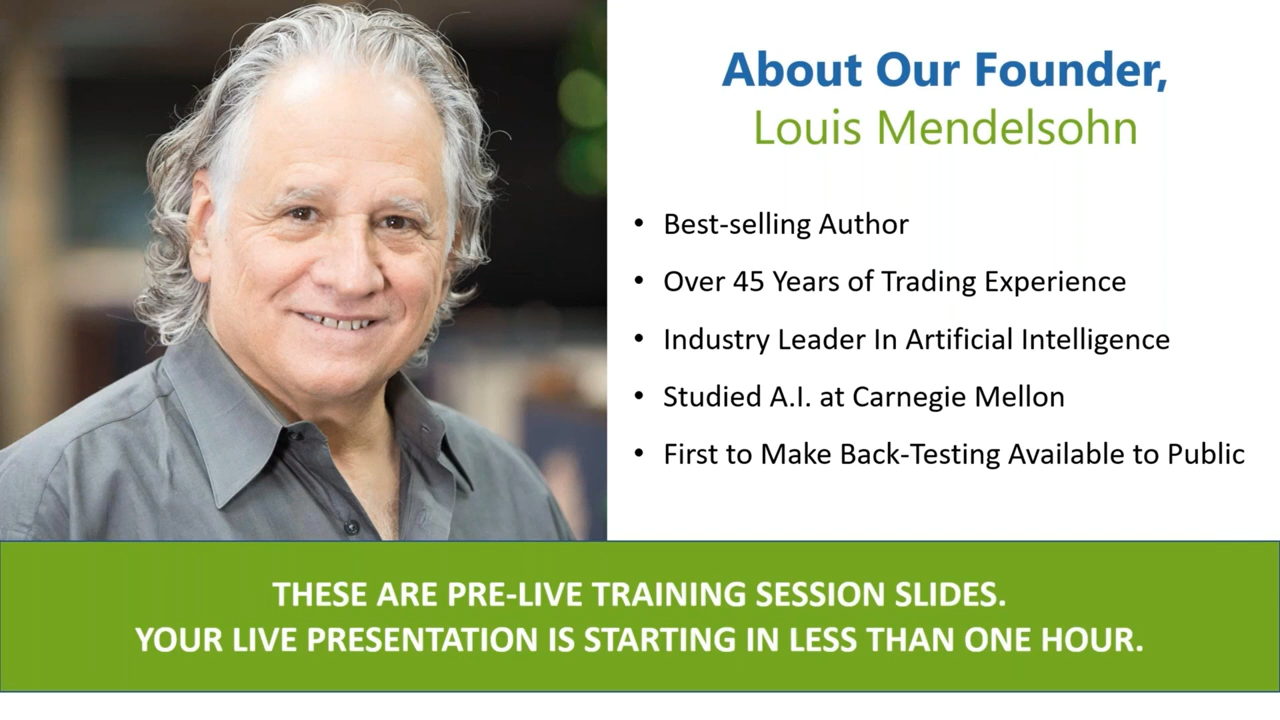 About Our Founder,
Louis Mendelsohn
• Best-selling Author
• Over 45 Years of Trading Experience
• Industry Leader In Artificial Intelligence
• Studied A.I. at Carnegie Mellon
• First to Make Back-Testing Available to Public
THESE ARE PRE-LIVE TRAINING SESSION SLIDES.
YOUR LIVE PRESENTATION IS STARTING IN LESS THAN ONE HOUR.